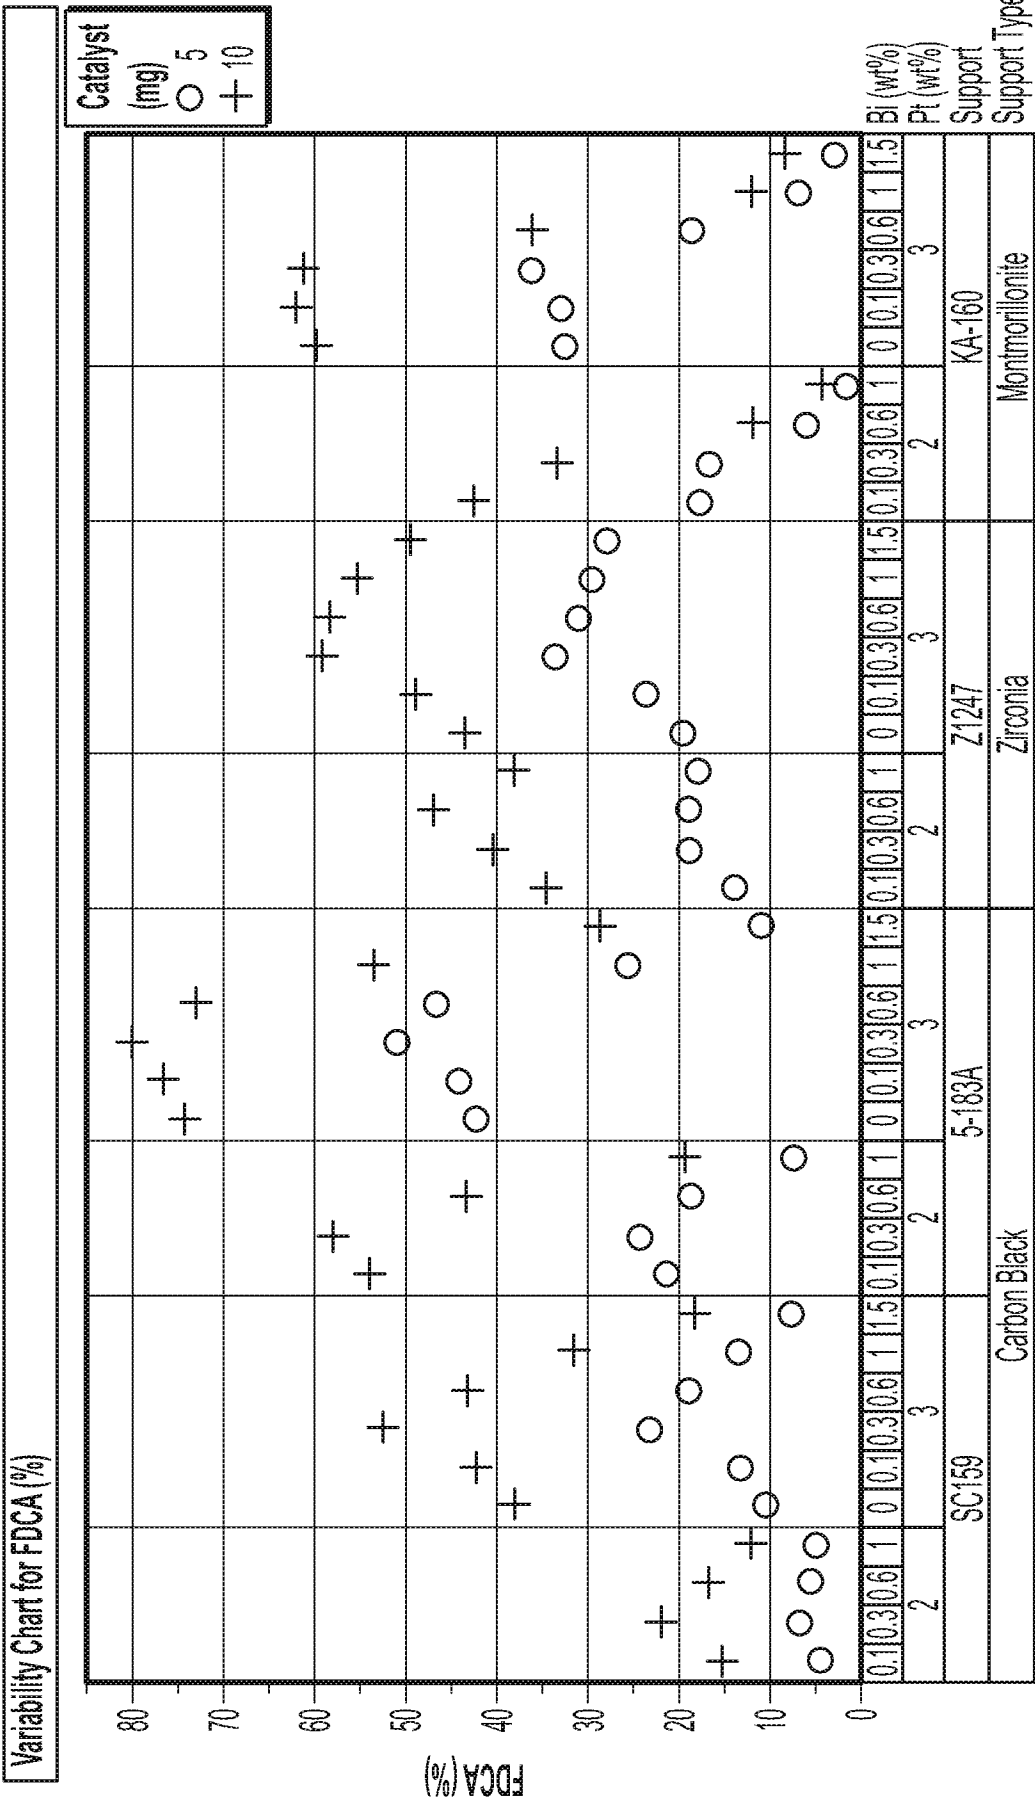 Variability Chart for FDCA (%)
Catalyst
(mg)
5
10
FDCA (%)
80
70
60
50
40
30
20
10
0
0.1 0.3 0.6 1 0 0.1 0.3 0.6 1 1.5 0.1 0.3 0.6 1 0 0.1 0.3 0.6 1 1.5 0.1 0.3 0.6 1 0 0.1 0.3 0.6 1 1.5 0.1 0.3 0.6 1 0 0.1 0.3 0.6 1 1.5 Bi (wt%)
2 3 2 3 2 3 2 3 Pt (wt%)
SC159 5-183A Z1247 KA-160 Support
Carbon Black Zirconia Montmorillonite Support Type